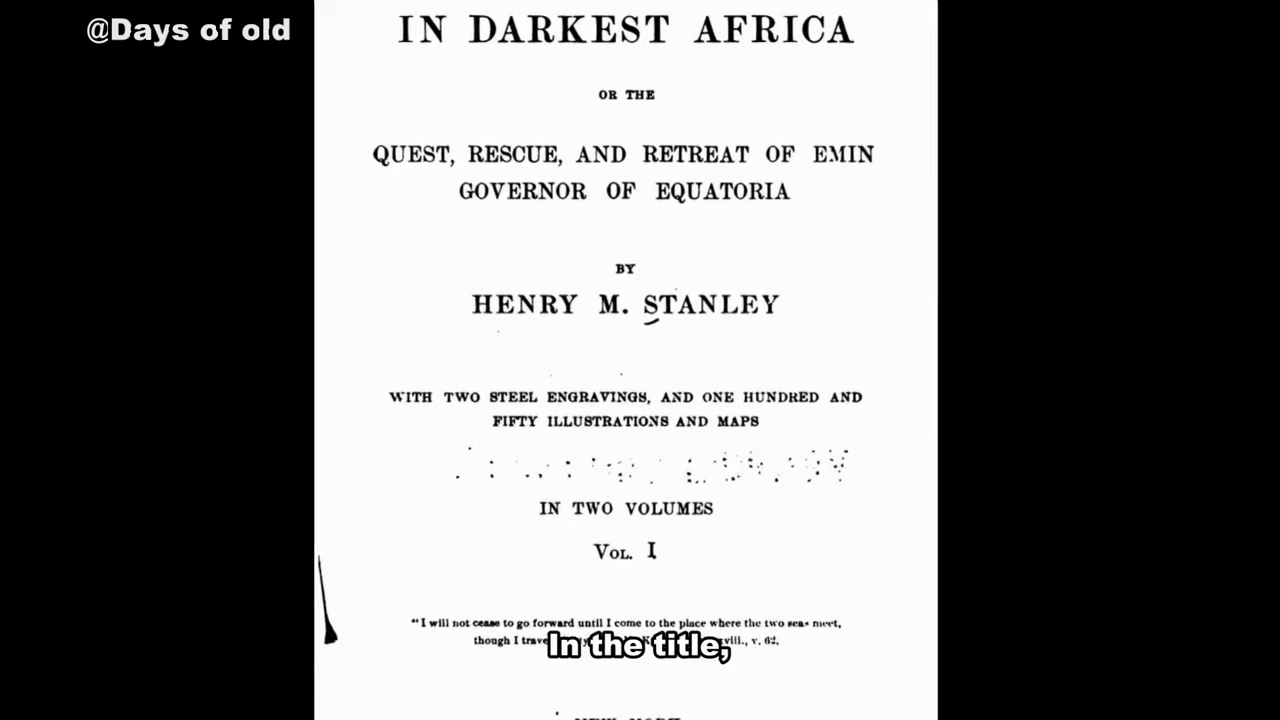 @Days of old
IN DARKEST AFRICA
OR THE
QUEST, RESCUE, AND RETREAT OF EMIN
GOVERNOR OF EQUATORIA
BY
HENRY M. STANLEY
WITH TWO STEEL ENGRAVINGS, AND ONE HUNDRED AND
FIFTY ILLUSTRATIONS AND MAPS
IN TWO VOLUMES
VOL. I
"I will not cease to go forward until I come to the place where the two seas meet,
though I v. 62.
In the title,